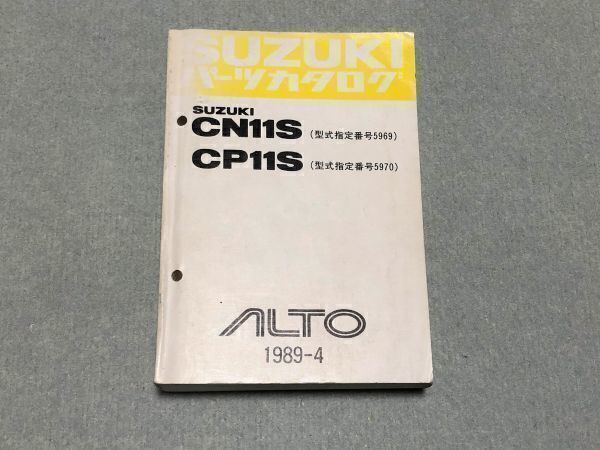 SUZUKI
パーツカタログ
SUZUKI
CN11S (型式指定番号5969)
CP11S (型式指定番号5970)
ALTO
1989-4